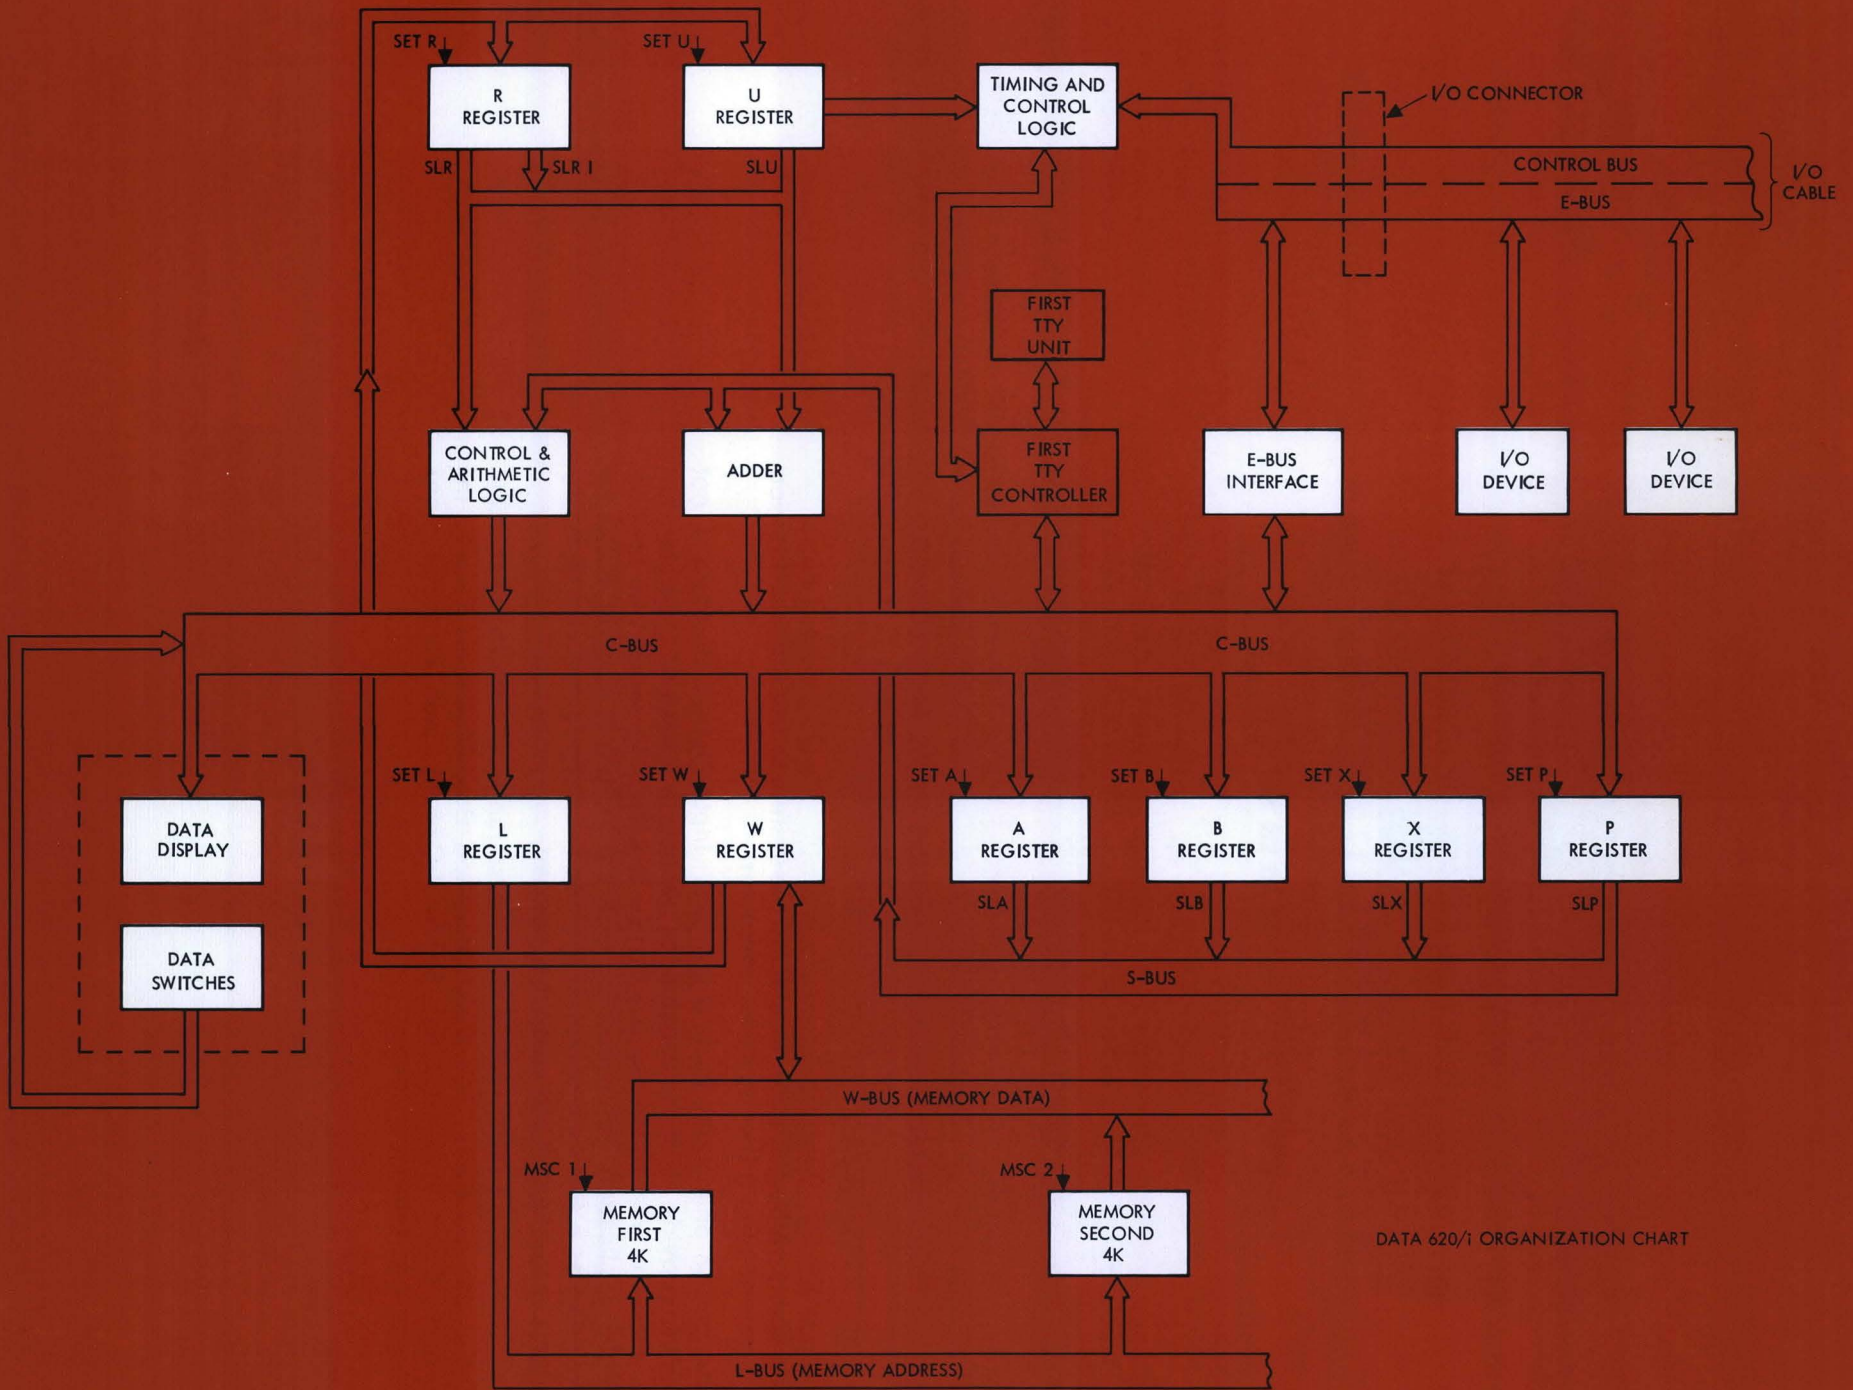 SET R
R
REGISTER
SET U
U
REGISTER
TIMING AND
CONTROL
LOGIC
I/O CONNECTOR
CONTROL BUS
E-BUS
I/O
CABLE
SLR
SLR I
SLU
FIRST
TTY
UNIT
CONTROL &
ARITHMETIC
LOGIC
ADDER
FIRST
TTY
CONTROLLER
E-BUS
INTERFACE
I/O
DEVICE
I/O
DEVICE
C-BUS
C-BUS
SET L
SET W
SET A
SET B
SET X
SET P
DATA
DISPLAY
L
REGISTER
W
REGISTER
A
REGISTER
B
REGISTER
X
REGISTER
P
REGISTER
SLA
SLB
SLX
SLP
DATA
SWITCHES
S-BUS
W-BUS (MEMORY DATA)
MSC 1
MSC 2
MEMORY
FIRST
4K
MEMORY
SECOND
4K
DATA 620/i ORGANIZATION CHART
L-BUS (MEMORY ADDRESS)